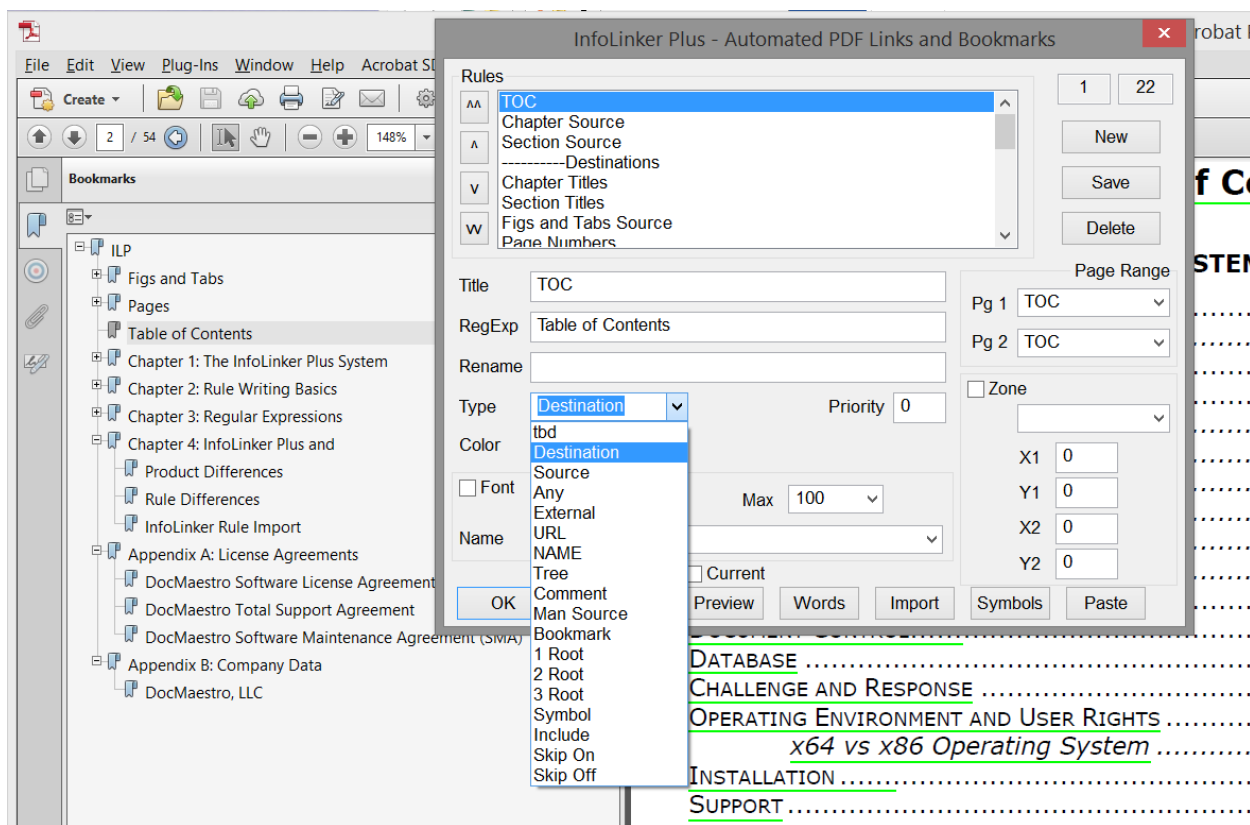 InfoLinker Plus - Automated PDF Links and Bookmarks
File Edit View Plug-Ins Window Help
Create
2 / 54
148%
Bookmarks
ILP
Figs and Tabs
Pages
Table of Contents
Chapter 1: The InfoLinker Plus System
Chapter 2: Rule Writing Basics
Chapter 3: Regular Expressions
Chapter 4: InfoLinker Plus and
Product Differences
Rule Differences
InfoLinker Rule Import
Appendix A: License Agreements
DocMaestro Software License Agreement
DocMaestro Total Support Agreement
DocMaestro Software Maintenance Agreement (SMA)
Appendix B: Company Data
DocMaestro, LLC
Rules
TOC
Chapter Source
Section Source
----------Destinations
Chapter Titles
Section Titles
Figs and Tabs Source
Page Numbers
1 22
New
Save
Delete
Title TOC
RegExp Table of Contents
Rename
Type Destination
Priority 0
Color
Font
Max 100
Name
Current
tbd
Destination
Source
Any
External
URL
NAME
Tree
Comment
Man Source
Bookmark
1 Root
2 Root
3 Root
Symbol
Include
Skip On
Skip Off
Page Range
Pg 1 TOC
Pg 2 TOC
Zone
X1 0
Y1 0
X2 0
Y2 0
OK Preview Words Import Symbols Paste
DOCUMENT CONTROL
DATABASE
CHALLENGE AND RESPONSE
OPERATING ENVIRONMENT AND USER RIGHTS
x64 vs x86 Operating System
INSTALLATION
SUPPORT